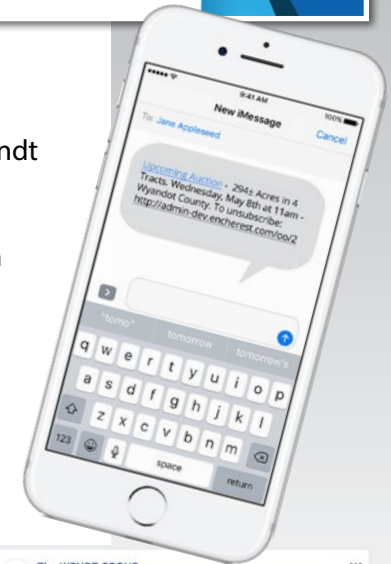 ndt
9:41 AM
100%
New iMessage
Cancel
To: Jane Appleseed
Upcoming Auction - 294± Acres in 4
Tracts, Wednesday, May 8th at 11am -
Wyandot County. To unsubscribe:
http://admin-dev.encherest.com/oo/2
"tomo"
tomorrow
tomorrow's
q w e r t y u i o p
a s d f g h j k l
z x c v b n m
123
space
return